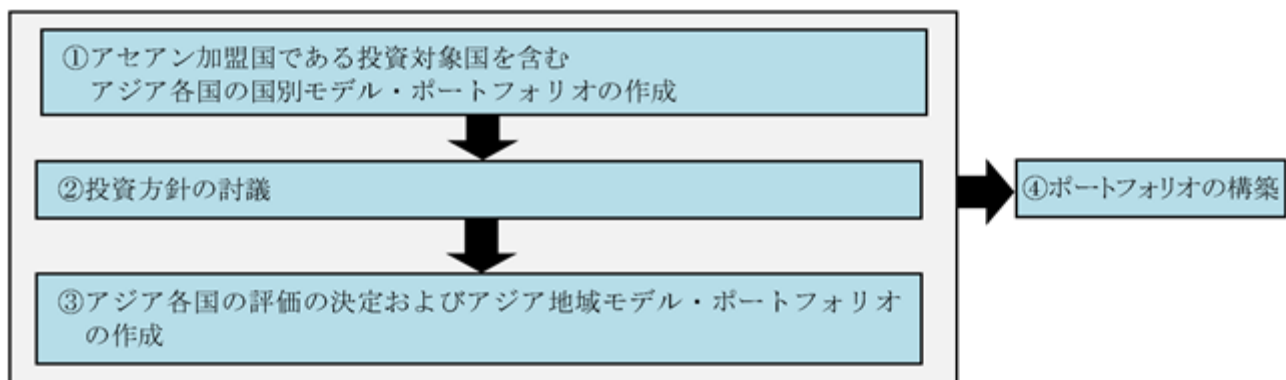 ①アセアン加盟国である投資対象国を含む
アジア各国の国別モデル・ポートフォリオの作成
②投資方針の討議
③アジア各国の評価の決定およびアジア地域モデル・ポートフォリオ
の作成
④ポートフォリオの構築